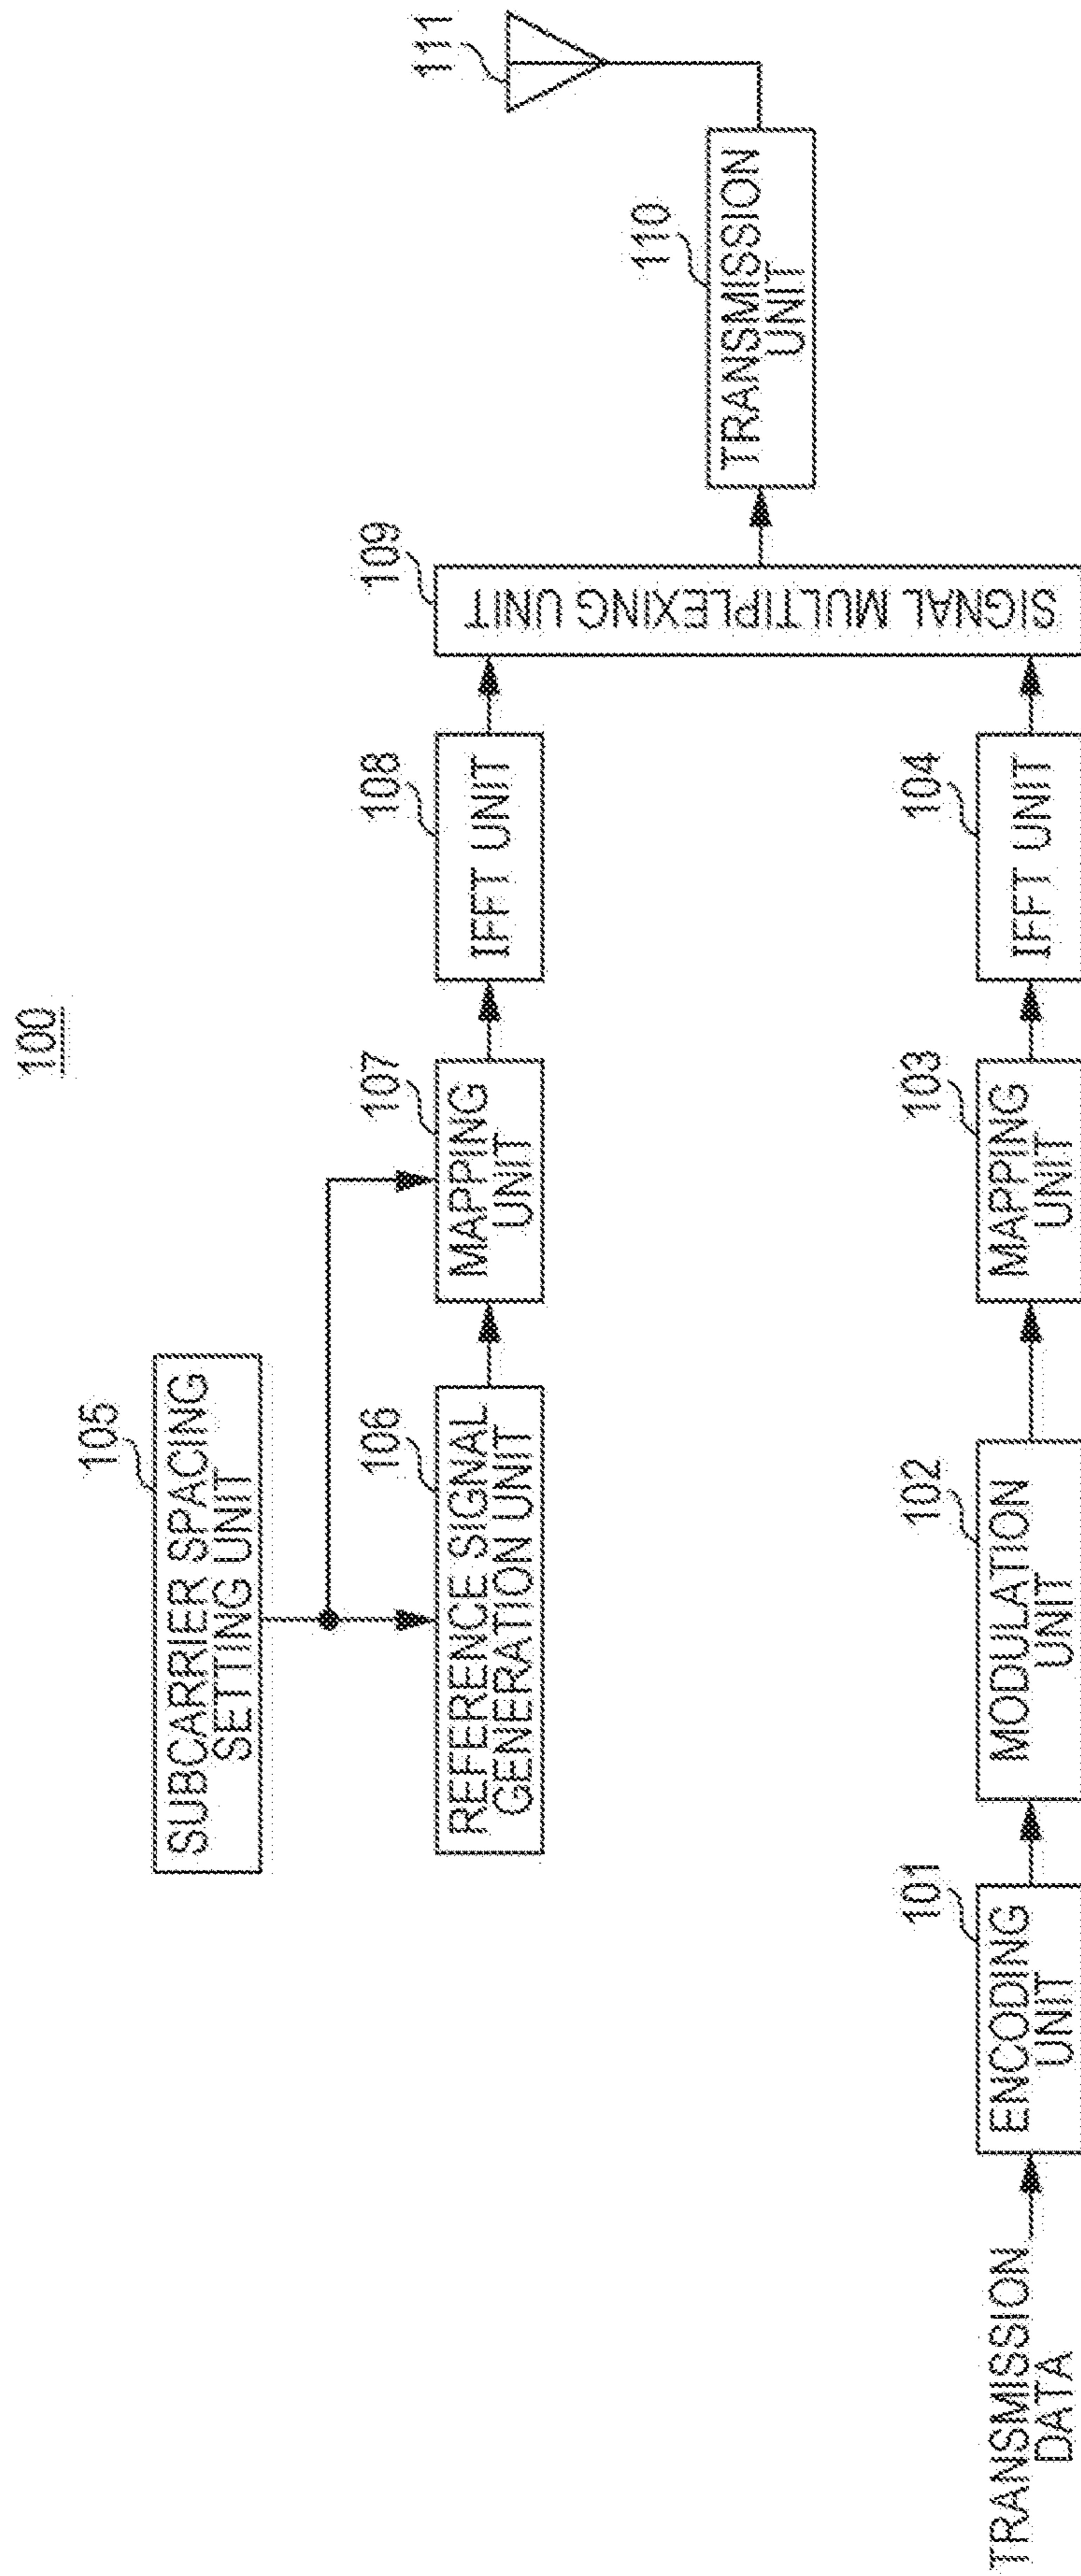 100
105
SUBCARRIER SPACING
SETTING UNIT
106
REFERENCE SIGNAL
GENERATION UNIT
107
MAPPING
UNIT
108
IFFT UNIT
109
SIGNAL MULTIPLEXING UNIT
110
TRANSMISSION
UNIT
111
TRANSMISSION
DATA
101
ENCODING
UNIT
102
MODULATION
UNIT
103
MAPPING
UNIT
104
IFFT UNIT